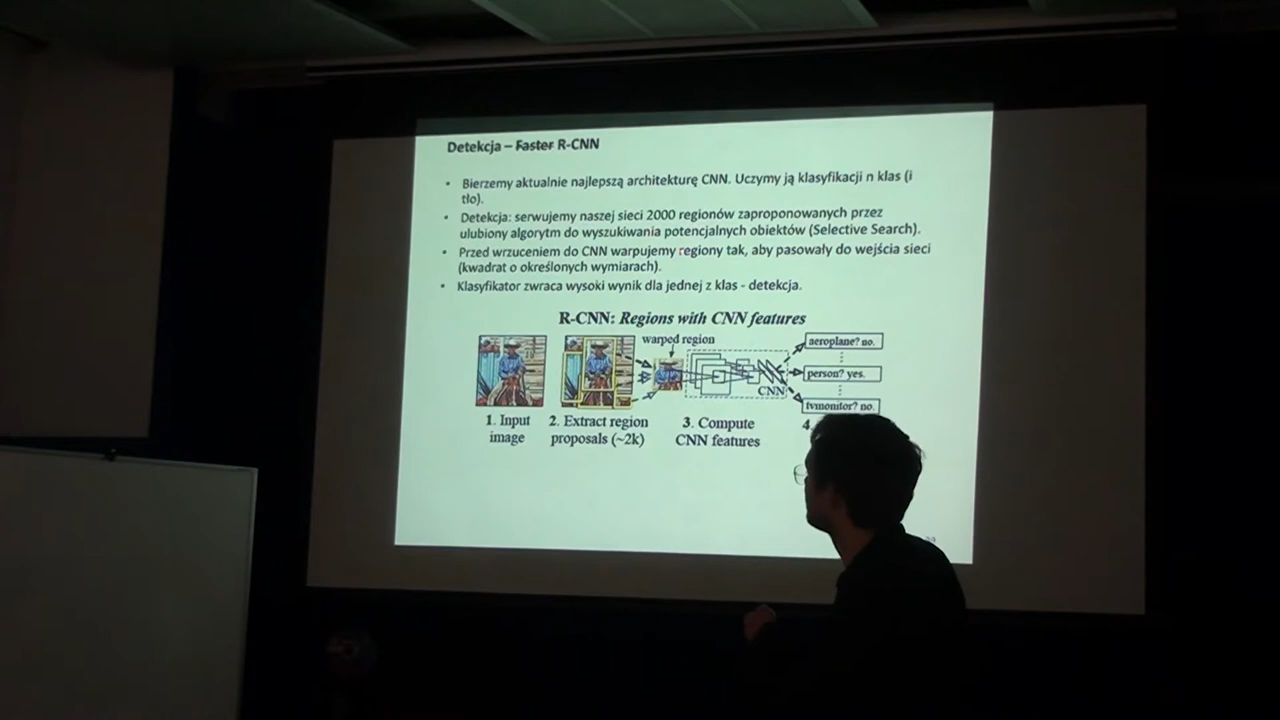 Detekcja – Faster R-CNN
• Bierzemy aktualnie najlepszą architekturę CNN. Uczymy ją klasyfikacji n klas (i
tło).
• Detekcja: serwujemy naszej sieci 2000 regionów zaproponowanych przez
ulubiony algorytm do wyszukiwania potencjalnych obiektów (Selective Search).
• Przed wrzuceniem do CNN warpujemy regiony tak, aby pasowały do wejścia sieci
(kwadrat o określonych wymiarach).
• Klasyfikator zwraca wysoki wynik dla jednej z klas - detekcja.
R-CNN: Regions with CNN features
warped region
aeroplane? no.
person? yes.
CNN
tvmonitor? no.
1. Input
image
2. Extract region
proposals (~2k)
3. Compute
CNN features
4.